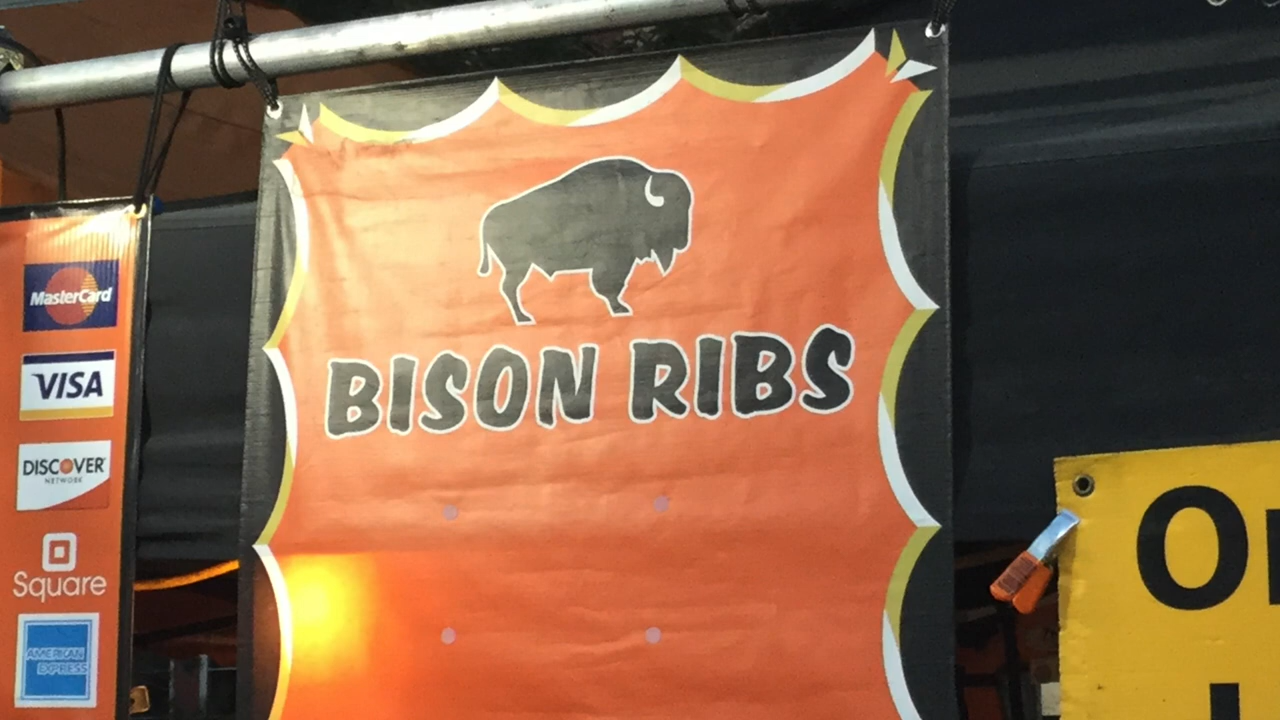 MasterCard
VISA
DISCOVER
NETWORK
Square
AMERICAN
EXPRESS
BISON RIBS